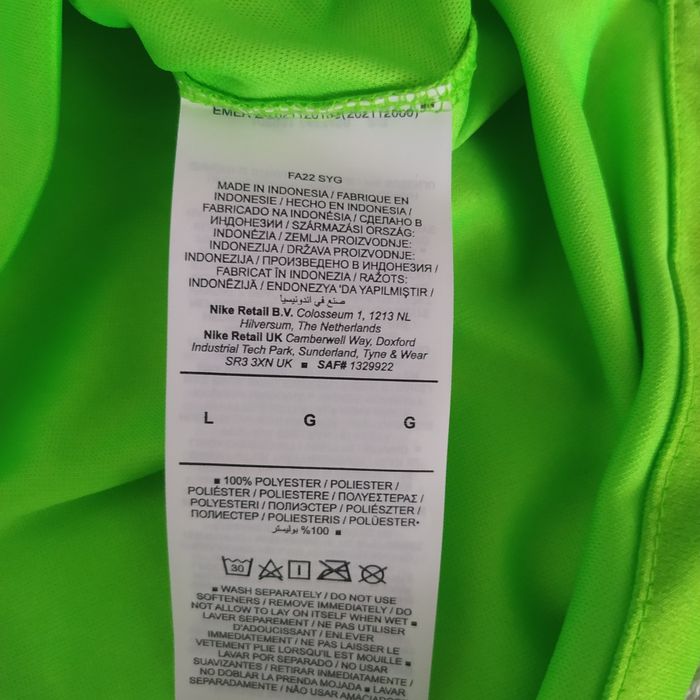 FA22 SYG
MADE IN INDONESIA / FABRIQUE EN
INDONESIE / HECHO EN INDONESIA /
FABRICADO NA INDONÉSIA / СДЕЛАНО В
ИНДОНЕЗИИ / SZÁRMAZÁSI ORSZÁG:
INDONÉZIA / ZEMLJA PROIZVODNJE:
INDONEZIJA / DRŽAVA PROIZVODNJE:
INDONEZIJA / ПРОИЗВЕДЕНО В ИНДОНЕЗИЯ /
FABRICAT ÎN INDONEZIA / RAŽOTS:
INDONĒZIJĀ / ENDONEZYA 'DA YAPILMIŞTIR /
صنع في اندونيسيا
Nike Retail B.V. Colosseum 1, 1213 NL
Hilversum, The Netherlands
Nike Retail UK Camberwell Way, Doxford
Industrial Tech Park, Sunderland, Tyne & Wear
SR3 3XN UK ■ SAF# 1329922
L G G
■ 100% POLYESTER / POLIESTER /
POLIÉSTER / POLIESTERE / ΠΟΛΥΕΣΤΕΡΑΣ /
POLYESTERI / ПОЛИЭСТЕР / POLIÉSZTER /
ПОЛИЕСТЕР / POLIESTERIS / POLÜESTER•
100% بوليستر ■
30
■ WASH SEPARATELY / DO NOT USE
SOFTENERS / REMOVE IMMEDIATELY / DO
NOT ALLOW TO LAY ON ITSELF WHEN WET ■
LAVER SEPAREMENT / NE PAS UTILISER
D'ADOUCISSANT / ENLEVER
IMMEDIATEMENT / NE PAS LAISSER LE
VETEMENT PLIE LORSQU'IL EST MOUILLE ■
LAVAR POR SEPARADO / NO USAR
SUAVIZANTES / RETIRAR INMEDIATAMENTE /
NO DOBLAR LA PRENDA MOJADA ■ LAVAR
SEPARADAMENTE / NÃO USAR AMACIADOR